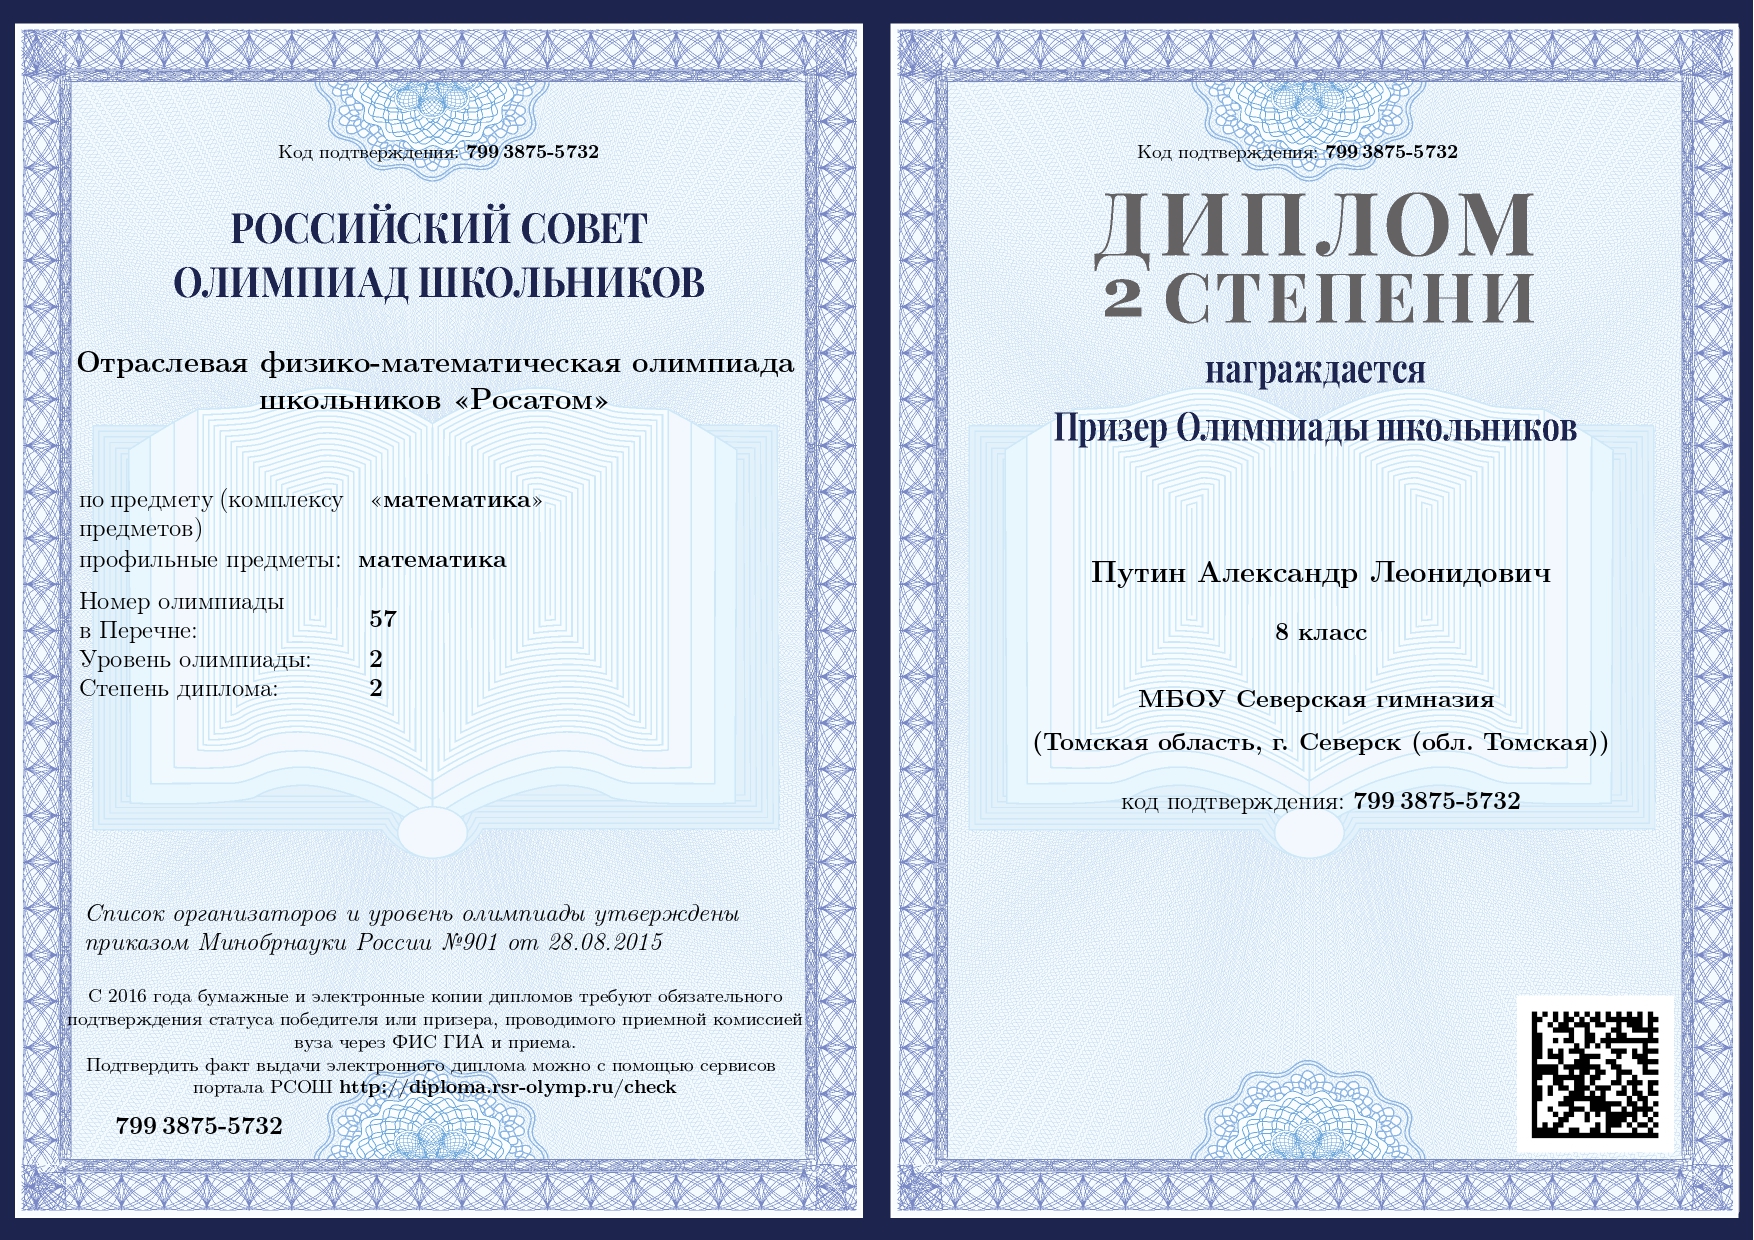 Код подтверждения: 799 3875-5732
РОССИЙСКИЙ СОВЕТ
ОЛИМПИАД ШКОЛЬНИКОВ
Отраслевая физико-математическая олимпиада
школьников «Росатом»
по предмету (комплексу «математика»
предметов)
профильные предметы: математика
Номер олимпиады
в Перечне: 57
Уровень олимпиады: 2
Степень диплома: 2
Список организаторов и уровень олимпиады утверждены
приказом Минобрнауки России №901 от 28.08.2015
С 2016 года бумажные и электронные копии дипломов требуют обязательного
подтверждения статуса победителя или призера, проводимого приемной комиссией
вуза через ФИС ГИА и приема.
Подтвердить факт выдачи электронного диплома можно с помощью сервисов
портала РСОШ http://diploma.rsr-olymp.ru/check
799 3875-5732
Код подтверждения: 799 3875-5732
ДИПЛОМ
2 СТЕПЕНИ
награждается
Призер Олимпиады школьников
Путин Александр Леонидович
8 класс
МБОУ Северская гимназия
(Томская область, г. Северск (обл. Томская))
код подтверждения: 799 3875-5732